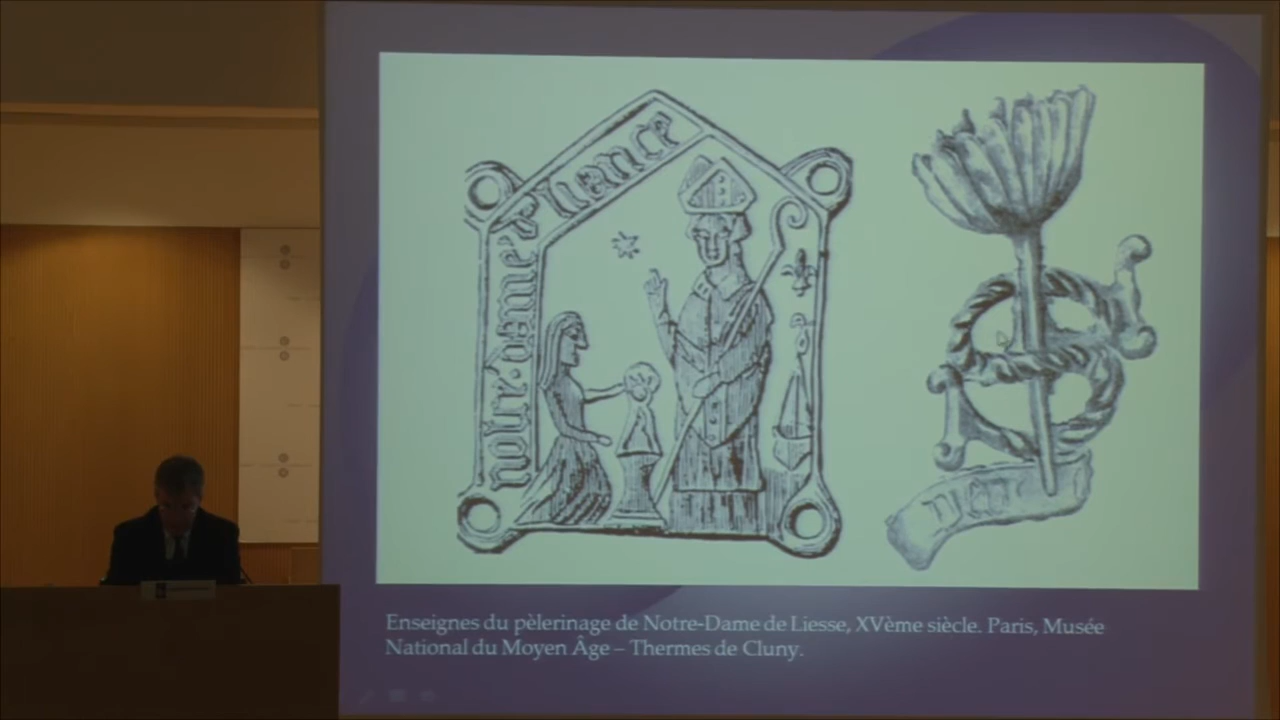 notre dame
liance
Enseignes du pèlerinage de Notre-Dame de Liesse, XVème siècle. Paris, Musée
National du Moyen Âge – Thermes de Cluny.